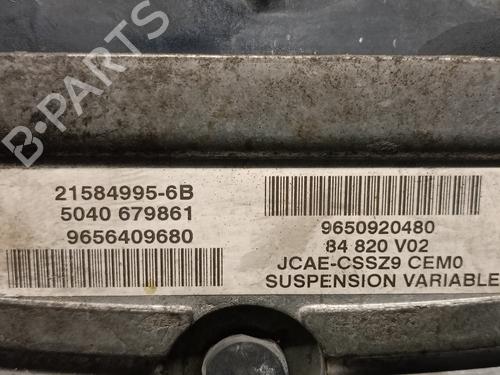 21584995-6B
5040 679861
9656409680
9650920480
84 820 V02
JCAE-CSSZ9 CEM0
SUSPENSION VARIABLE
B-PARTS